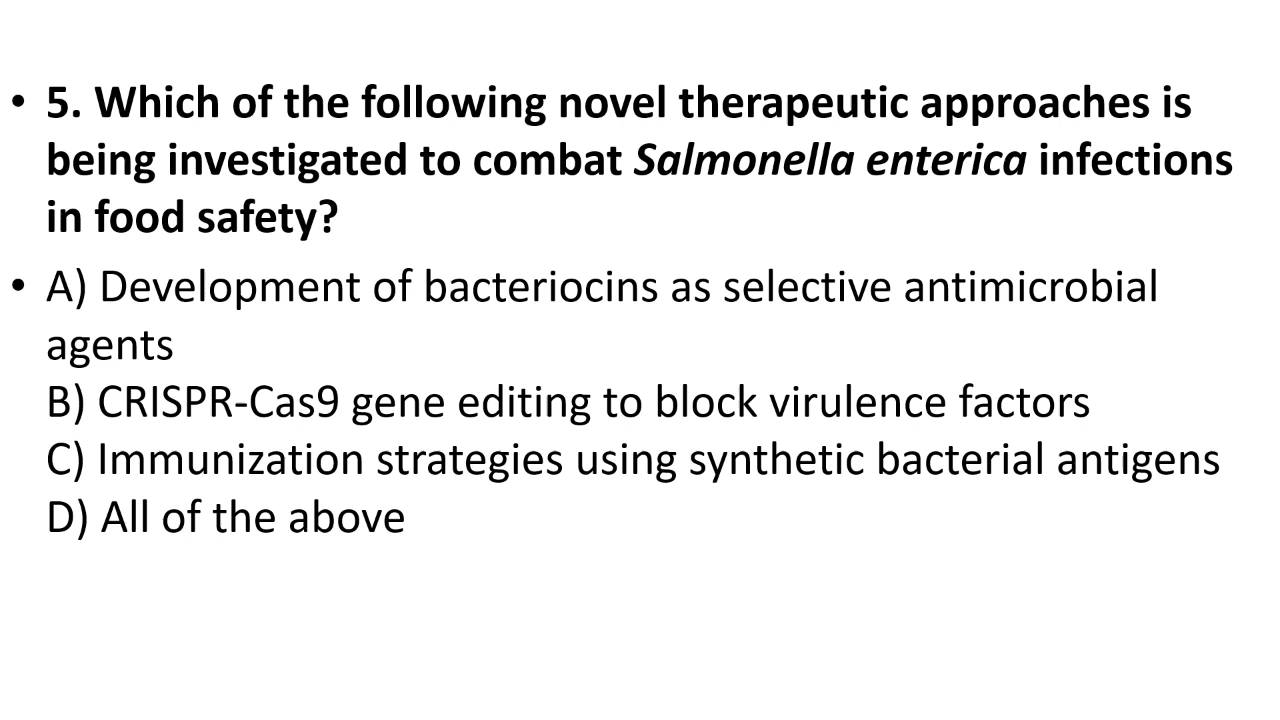 • 5. Which of the following novel therapeutic approaches is
being investigated to combat Salmonella enterica infections
in food safety?
• A) Development of bacteriocins as selective antimicrobial
agents
B) CRISPR-Cas9 gene editing to block virulence factors
C) Immunization strategies using synthetic bacterial antigens
D) All of the above